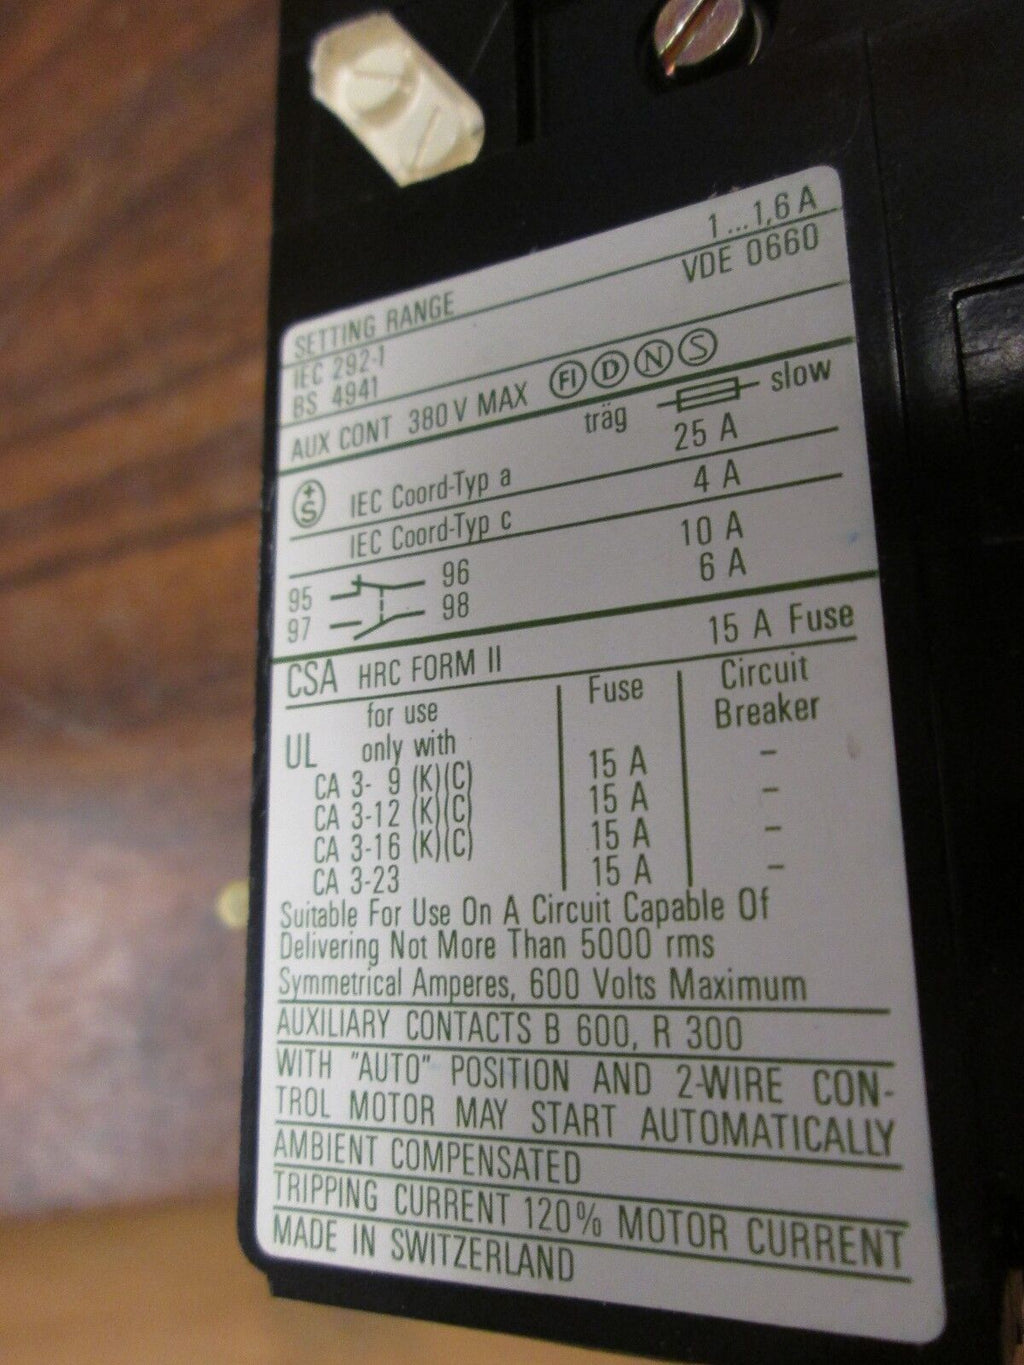 SETTING RANGE 1...1,6 A
IEC 292-1 VDE 0660
BS 4941
AUX CONT 380 V MAX FI D N S
träg slow
+S IEC Coord-Typ a 25 A
IEC Coord-Typ c 4 A
95 96 10 A
97 98 6 A
CSA HRC FORM II 15 A Fuse
UL for use only with Fuse Circuit Breaker
CA 3- 9 (K)(C) 15 A –
CA 3-12 (K)(C) 15 A –
CA 3-16 (K)(C) 15 A –
CA 3-23 15 A –
Suitable For Use On A Circuit Capable Of
Delivering Not More Than 5000 rms
Symmetrical Amperes, 600 Volts Maximum
AUXILIARY CONTACTS B 600, R 300
WITH "AUTO" POSITION AND 2-WIRE CON-
TROL MOTOR MAY START AUTOMATICALLY
AMBIENT COMPENSATED
TRIPPING CURRENT 120% MOTOR CURRENT
MADE IN SWITZERLAND